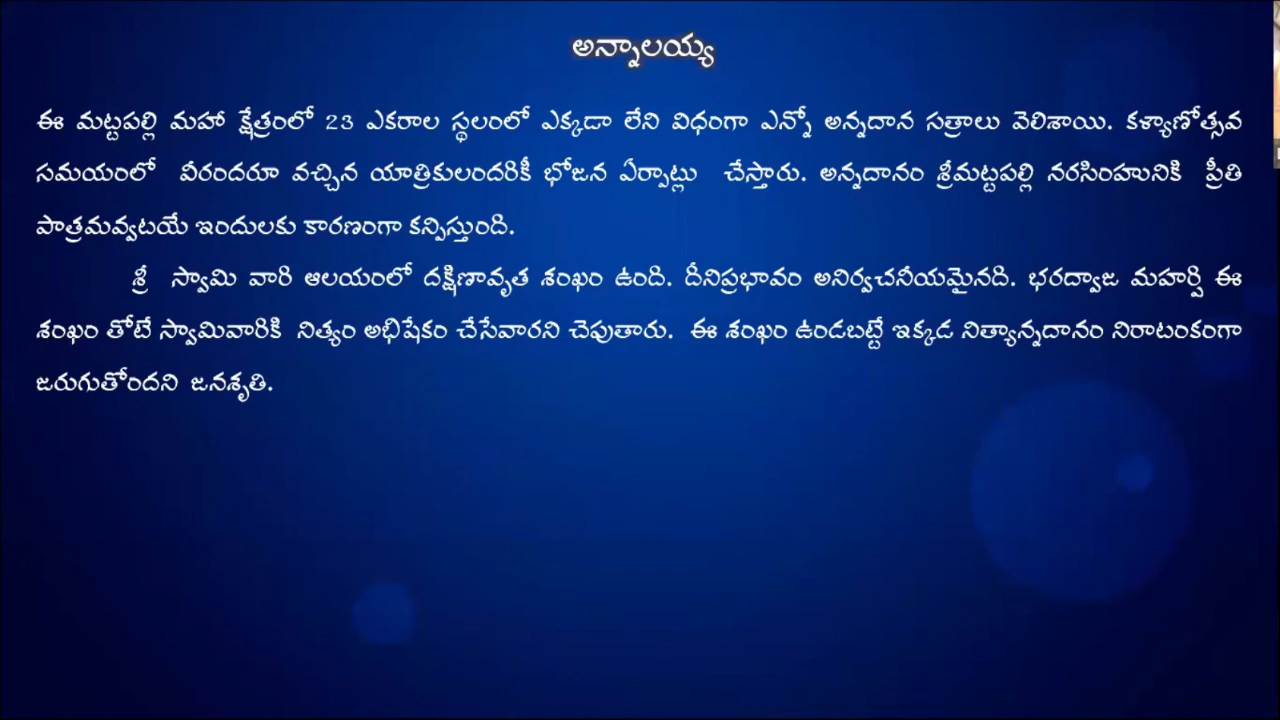 అన్నాలయ్య
ఈ మట్టపల్లి మహా క్షేత్రంలో 23 ఎకరాల స్థలంలో ఎక్కడా లేని విధంగా ఎన్నో అన్నదాన సత్రాలు వెలిశాయి. కళ్యాణోత్సవ
సమయంలో వీరందరూ వచ్చిన యాత్రికులందరికీ భోజన ఏర్పాట్లు చేస్తారు. అన్నదానం శ్రీమట్టపల్లి నరసింహునికి ప్రీతి
పాత్రమవ్వటయే ఇందులకు కారణంగా కన్పిస్తుంది.
శ్రీ స్వామి వారి ఆలయంలో దక్షిణావృత శంఖం ఉంది. దీనిప్రభావం అనిర్వచనీయమైనది. భరద్వాజ మహర్షి ఈ
శంఖం తోటే స్వామివారికి నిత్యం అభిషేకం చేసేవారని చెపుతారు. ఈ శంఖం ఉండబట్టే ఇక్కడ నిత్యాన్నదానం నిరాటంకంగా
జరుగుతోందని జనశృతి.